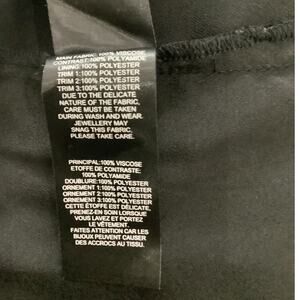 MAIN FABRIC:100% VISCOSE
CONTRAST:100% POLYAMIDE
LINING:100% POLYESTER
TRIM 1:100% POLYESTER
TRIM 2:100% POLYESTER
TRIM 3:100% POLYESTER
DUE TO THE DELICATE
NATURE OF THE FABRIC,
CARE MUST BE TAKEN
DURING WASH AND WEAR.
JEWELLERY MAY
SNAG THIS FABRIC,
PLEASE TAKE CARE.
PRINCIPAL:100% VISCOSE
ETOFFE DE CONTRASTE:
100% POLYAMIDE
DOUBLURE:100% POLYESTER
ORNEMENT 1:100% POLYESTER
ORNEMENT 2:100% POLYESTER
ORNEMENT 3:100% POLYESTER
CETTE ÉTOFFE EST DÉLICATE.
PRENEZ-EN SOIN LORSQUE
VOUS LA PORTEZ ET LE
VÊTEMENT.
FAITES ATTENTION CAR LES
BIJOUX PEUVENT CAUSER
DES ACCROCS AU TISSU.